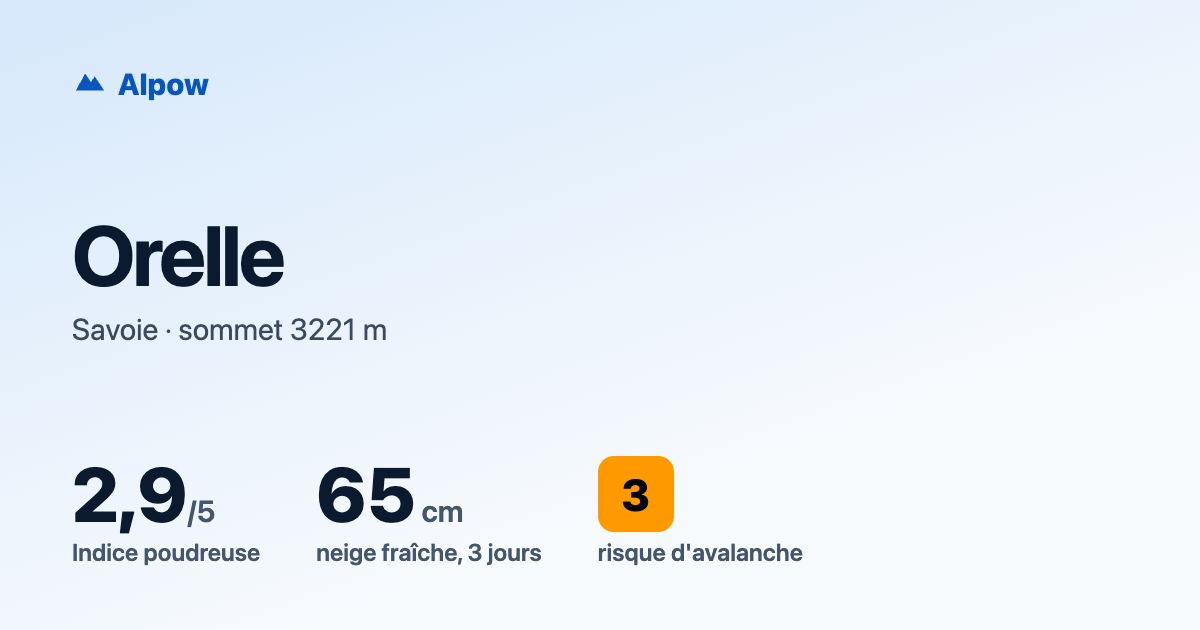 Alpow
Orelle
Savoie · sommet 3221 m
2,9/5
Indice poudreuse
65 cm
neige fraîche, 3 jours
3
risque d'avalanche